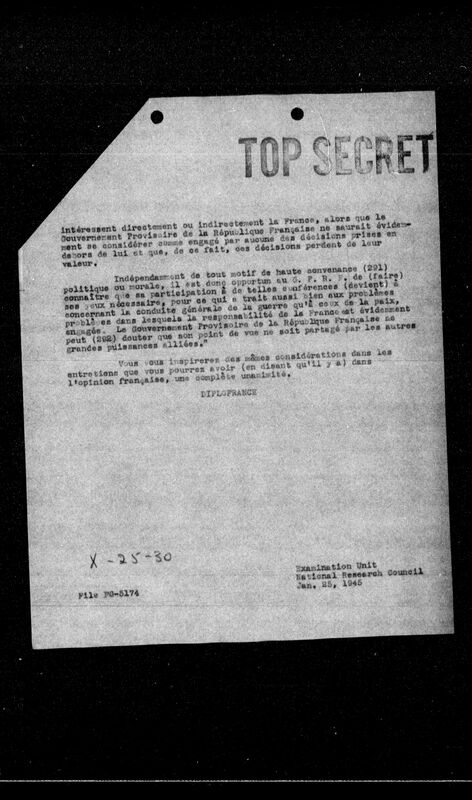 TOP SECRET
intéressent directement ou indirectement la France, alors que le
Gouvernement Provisoire de la République Française ne saurait évidem-
ment se considérer comme engagé par aucune des décisions prises en
dehors de lui et que, de ce fait, ces décisions perdent de leur
valeur.
Indépendamment de tout motif de haute convenance (291)
politique ou morale, il est donc opportun au G. P. R. F. de (faire)
connaître que sa participation à de telles conférences (devient) à
ses yeux nécessaire, pour ce qui a trait aussi bien aux problèmes
concernant la conduite générale de la guerre qu'à ceux de la paix,
problèmes dans lesquels la responsabilité de la France est évidemment
engagée. Le Gouvernement Provisoire de la République Française ne
peut (292) douter que son point de vue ne soit partagé par les autres
grandes puissances alliées."
Vous vous inspirerez des mêmes considérations dans les
entretiens que vous pourrez avoir (en disant qu'il y a) dans
l'opinion française, une complète unanimité.
DIPLOFRANCE
X-25-30
Examination Unit
National Research Council
Jan. 25, 1945
File FG-5174